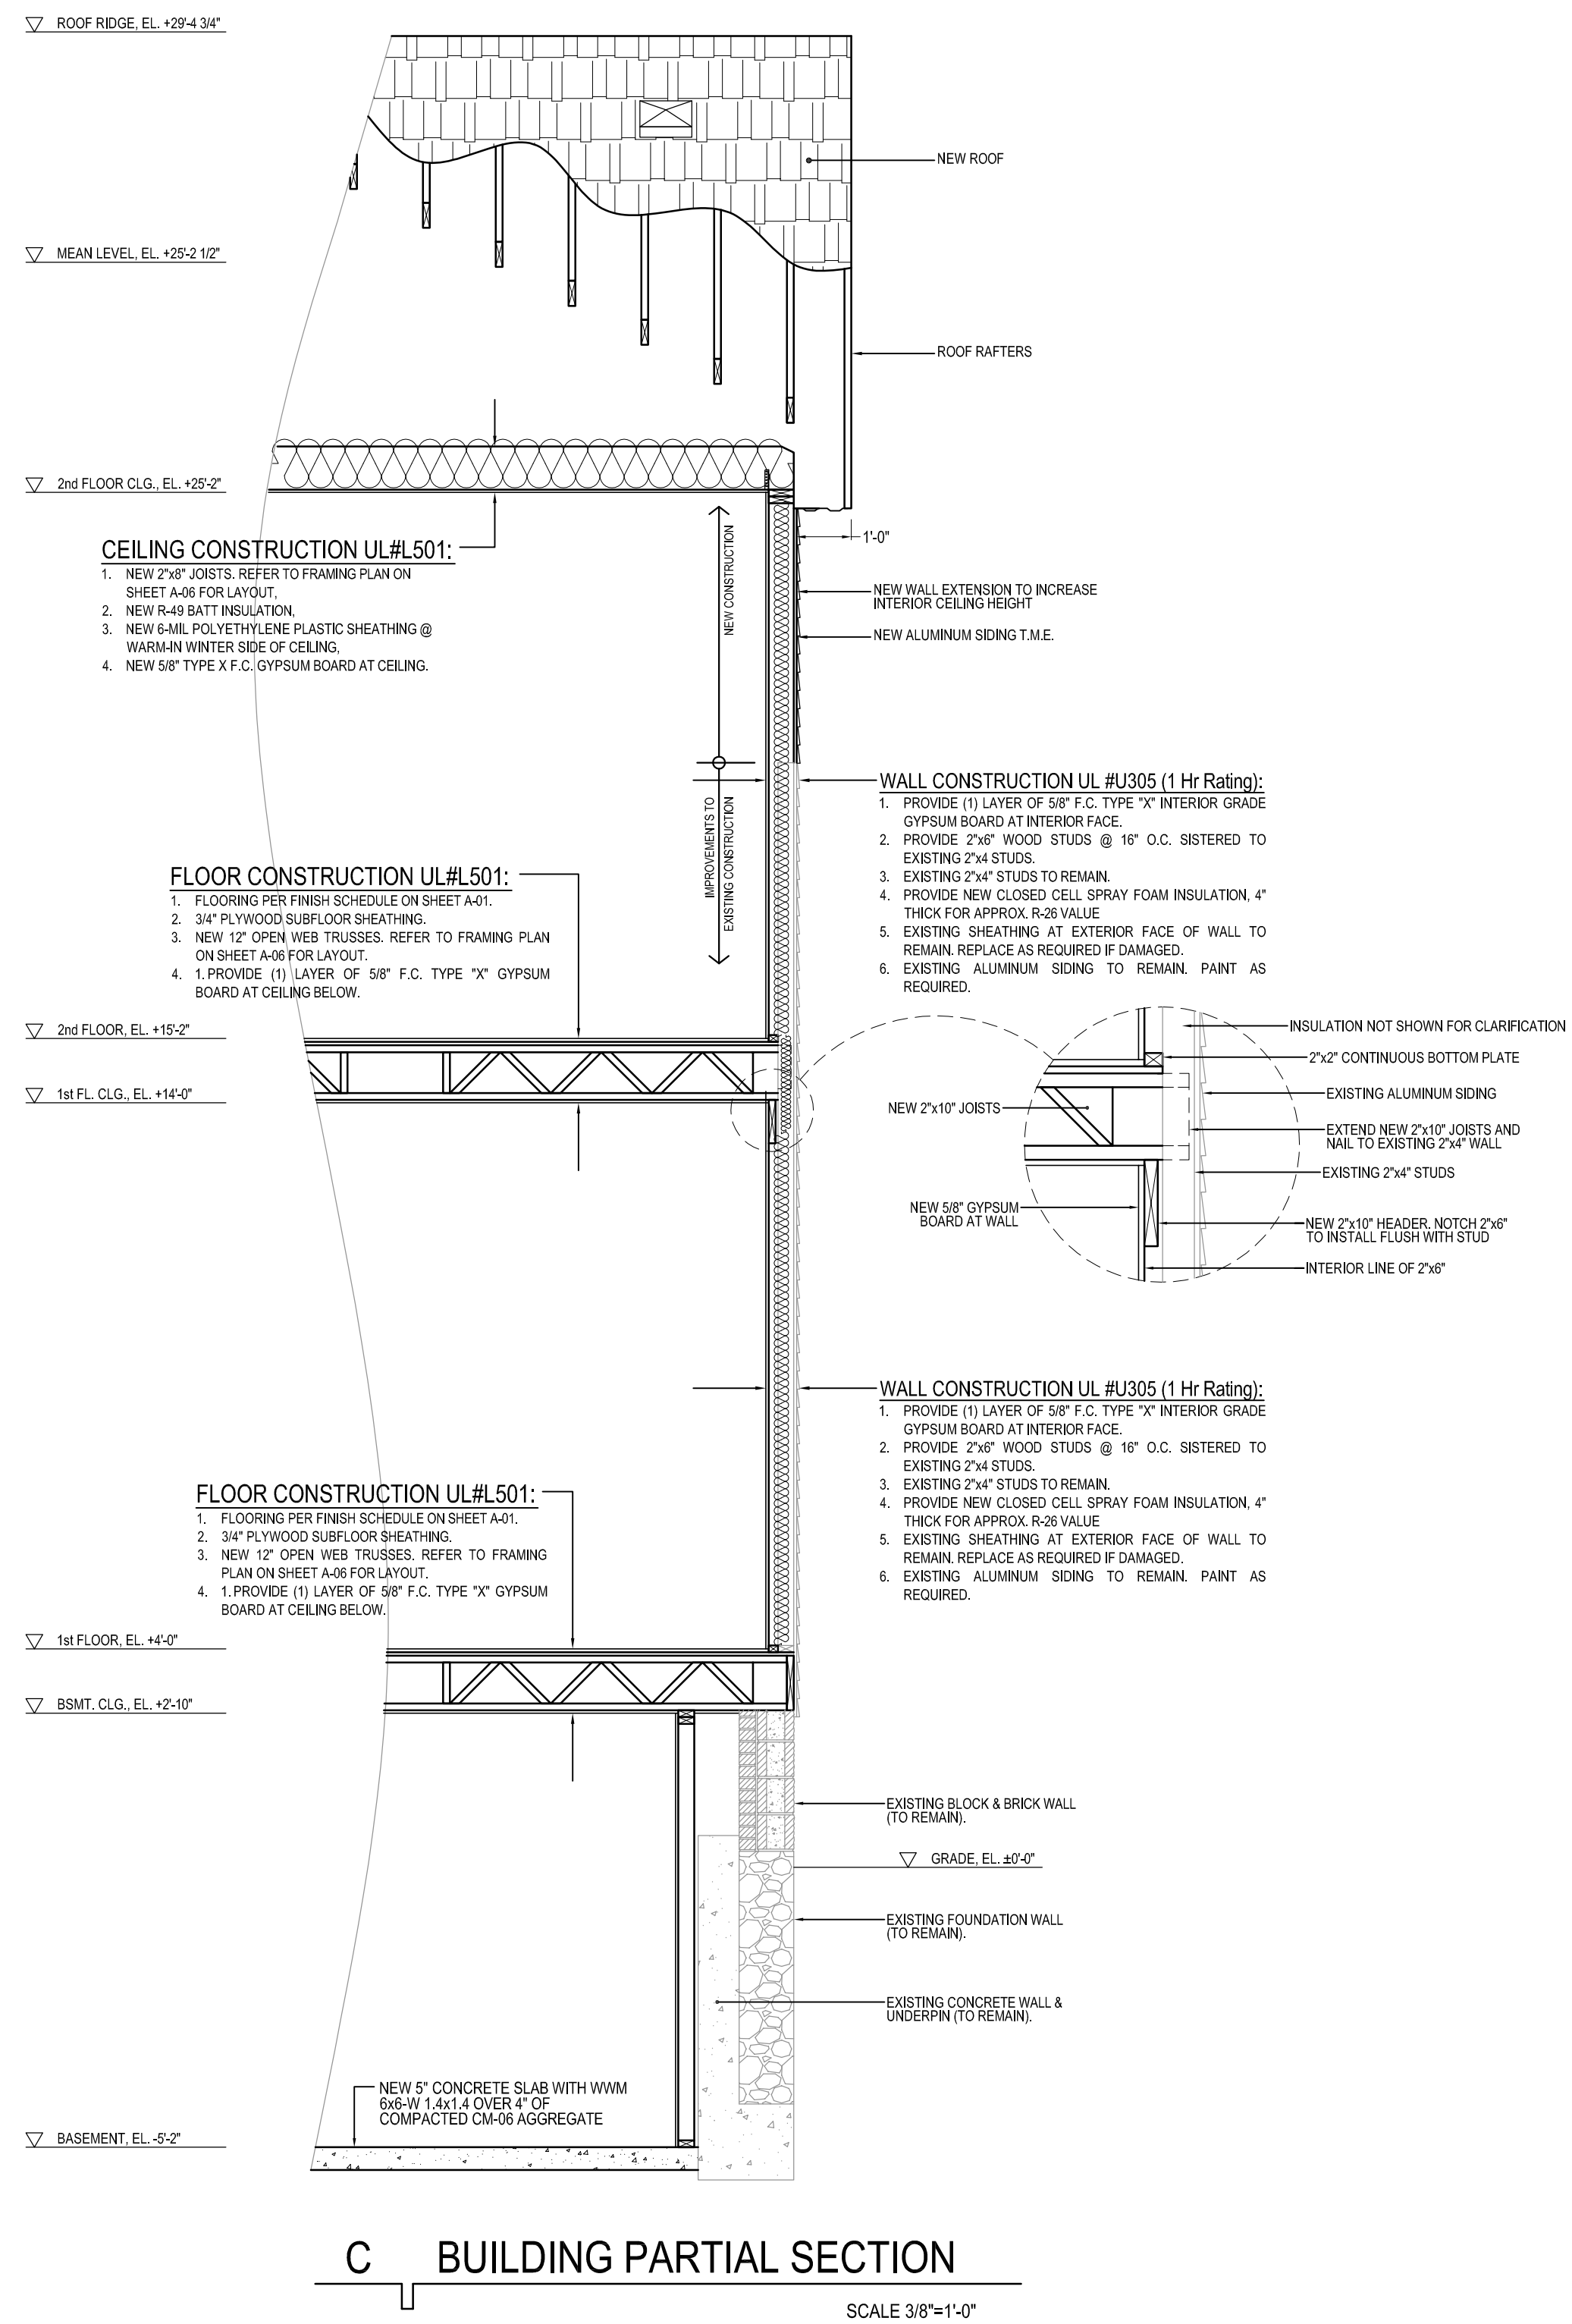 ROOF RIDGE, EL. +29'-4 3/4"
NEW ROOF
MEAN LEVEL, EL. +25'-2 1/2"
ROOF RAFTERS
2nd FLOOR CLG., EL. +25'-2"
1'-0"
CEILING CONSTRUCTION UL#L501:
1. NEW 2"x8" JOISTS. REFER TO FRAMING PLAN ON
SHEET A-06 FOR LAYOUT,
2. NEW R-49 BATT INSULATION,
3. NEW 6-MIL POLYETHYLENE PLASTIC SHEATHING @
WARM-IN WINTER SIDE OF CEILING,
4. NEW 5/8" TYPE X F.C. GYPSUM BOARD AT CEILING.
NEW CONSTRUCTION
NEW WALL EXTENSION TO INCREASE
INTERIOR CEILING HEIGHT
NEW ALUMINUM SIDING T.M.E.
IMPROVEMENTS TO
EXISTING CONSTRUCTION
WALL CONSTRUCTION UL #U305 (1 Hr Rating):
1. PROVIDE (1) LAYER OF 5/8" F.C. TYPE "X" INTERIOR GRADE
GYPSUM BOARD AT INTERIOR FACE.
2. PROVIDE 2"x6" WOOD STUDS @ 16" O.C. SISTERED TO
EXISTING 2"x4 STUDS.
3. EXISTING 2"x4" STUDS TO REMAIN.
4. PROVIDE NEW CLOSED CELL SPRAY FOAM INSULATION, 4"
THICK FOR APPROX. R-26 VALUE
5. EXISTING SHEATHING AT EXTERIOR FACE OF WALL TO
REMAIN. REPLACE AS REQUIRED IF DAMAGED.
6. EXISTING ALUMINUM SIDING TO REMAIN. PAINT AS
REQUIRED.
FLOOR CONSTRUCTION UL#L501:
1. FLOORING PER FINISH SCHEDULE ON SHEET A-01.
2. 3/4" PLYWOOD SUBFLOOR SHEATHING.
3. NEW 12" OPEN WEB TRUSSES. REFER TO FRAMING PLAN
ON SHEET A-06 FOR LAYOUT.
4. 1. PROVIDE (1) LAYER OF 5/8" F.C. TYPE "X" GYPSUM
BOARD AT CEILING BELOW.
2nd FLOOR, EL. +15'-2"
1st FL. CLG., EL. +14'-0"
INSULATION NOT SHOWN FOR CLARIFICATION
2"x2" CONTINUOUS BOTTOM PLATE
EXISTING ALUMINUM SIDING
NEW 2"x10" JOISTS
EXTEND NEW 2"x10" JOISTS AND
NAIL TO EXISTING 2"x4" WALL
EXISTING 2"x4" STUDS
NEW 5/8" GYPSUM
BOARD AT WALL
NEW 2"x10" HEADER. NOTCH 2"x6"
TO INSTALL FLUSH WITH STUD
INTERIOR LINE OF 2"x6"
WALL CONSTRUCTION UL #U305 (1 Hr Rating):
1. PROVIDE (1) LAYER OF 5/8" F.C. TYPE "X" INTERIOR GRADE
GYPSUM BOARD AT INTERIOR FACE.
2. PROVIDE 2"x6" WOOD STUDS @ 16" O.C. SISTERED TO
EXISTING 2"x4 STUDS.
3. EXISTING 2"x4" STUDS TO REMAIN.
4. PROVIDE NEW CLOSED CELL SPRAY FOAM INSULATION, 4"
THICK FOR APPROX. R-26 VALUE
5. EXISTING SHEATHING AT EXTERIOR FACE OF WALL TO
REMAIN. REPLACE AS REQUIRED IF DAMAGED.
6. EXISTING ALUMINUM SIDING TO REMAIN. PAINT AS
REQUIRED.
FLOOR CONSTRUCTION UL#L501:
1. FLOORING PER FINISH SCHEDULE ON SHEET A-01.
2. 3/4" PLYWOOD SUBFLOOR SHEATHING.
3. NEW 12" OPEN WEB TRUSSES. REFER TO FRAMING
PLAN ON SHEET A-06 FOR LAYOUT.
4. 1. PROVIDE (1) LAYER OF 5/8" F.C. TYPE "X" GYPSUM
BOARD AT CEILING BELOW.
1st FLOOR, EL. +4'-0"
BSMT. CLG., EL. +2'-10"
EXISTING BLOCK & BRICK WALL
(TO REMAIN).
GRADE, EL. ±0'-0"
EXISTING FOUNDATION WALL
(TO REMAIN).
EXISTING CONCRETE WALL &
UNDERPIN (TO REMAIN).
NEW 5" CONCRETE SLAB WITH WWM
6x6-W 1.4x1.4 OVER 4" OF
COMPACTED CM-06 AGGREGATE
BASEMENT, EL. -5'-2"
C BUILDING PARTIAL SECTION
SCALE 3/8"=1'-0"